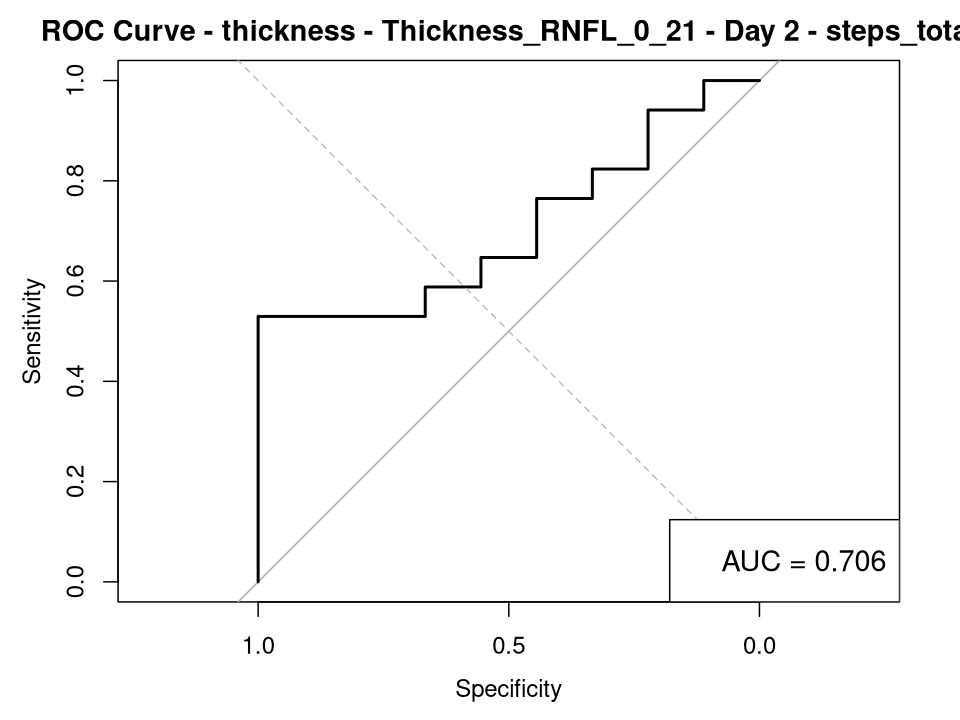 ROC Curve - thickness - Thickness_RNFL_0_21 - Day 2 - steps_tota
1.0
0.8
0.6
0.4
0.2
0.0
Sensitivity
AUC = 0.706
1.0 0.5 0.0
Specificity